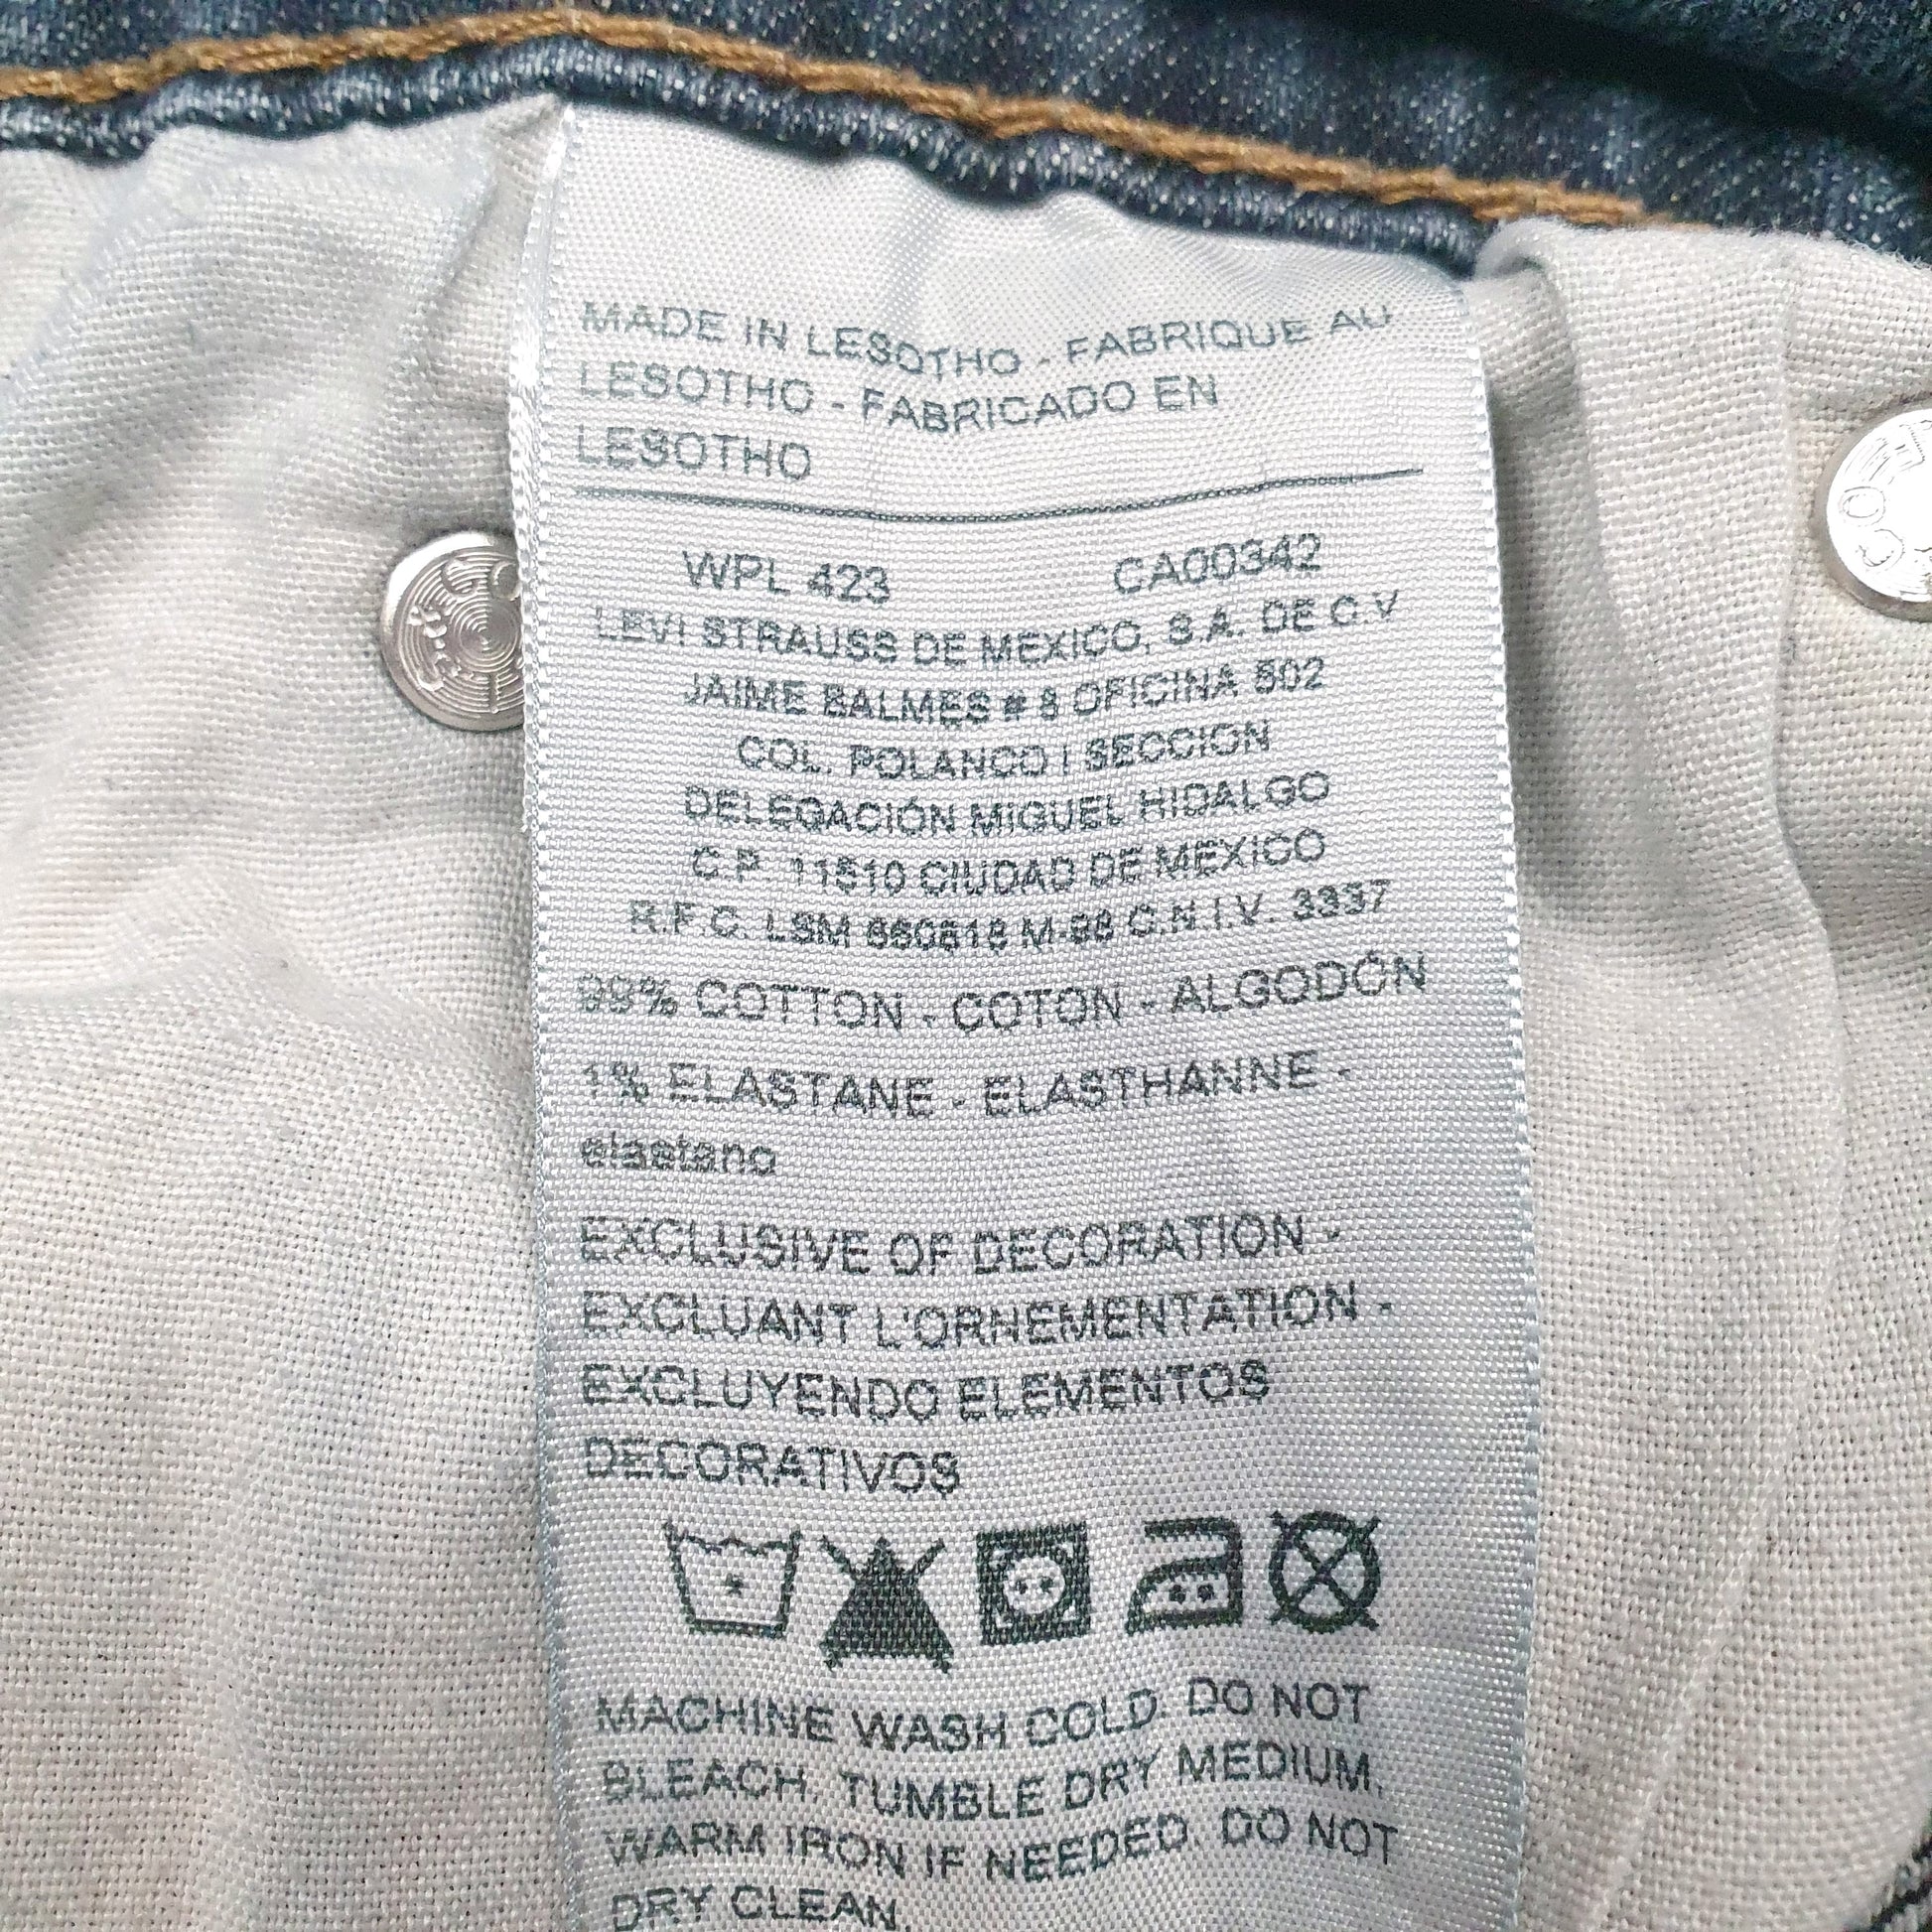 MADE IN LESOTHO - FABRIQUE AU
LESOTHO - FABRICADO EN
LESOTHO
WPL 423 CA00342
LEVI STRAUSS DE MEXICO, S.A. DE C.V
JAIME BALMES # 8 OFICINA 502
COL. POLANCO I SECCION
DELEGACIÓN MIGUEL HIDALGO
C.P. 11510 CIUDAD DE MEXICO
R.F.C. LSM C.N.I.V. 3337
99% COTTON - COTON - ALGODÓN
1% ELASTANE - ELASTHANNE -
elastano
EXCLUSIVE OF DECORATION -
EXCLUANT L'ORNEMENTATION -
EXCLUYENDO ELEMENTOS
DECORATIVOS
MACHINE WASH COLD. DO NOT
BLEACH. TUMBLE DRY MEDIUM.
WARM IRON IF NEEDED. DO NOT
DRY CLEAN.